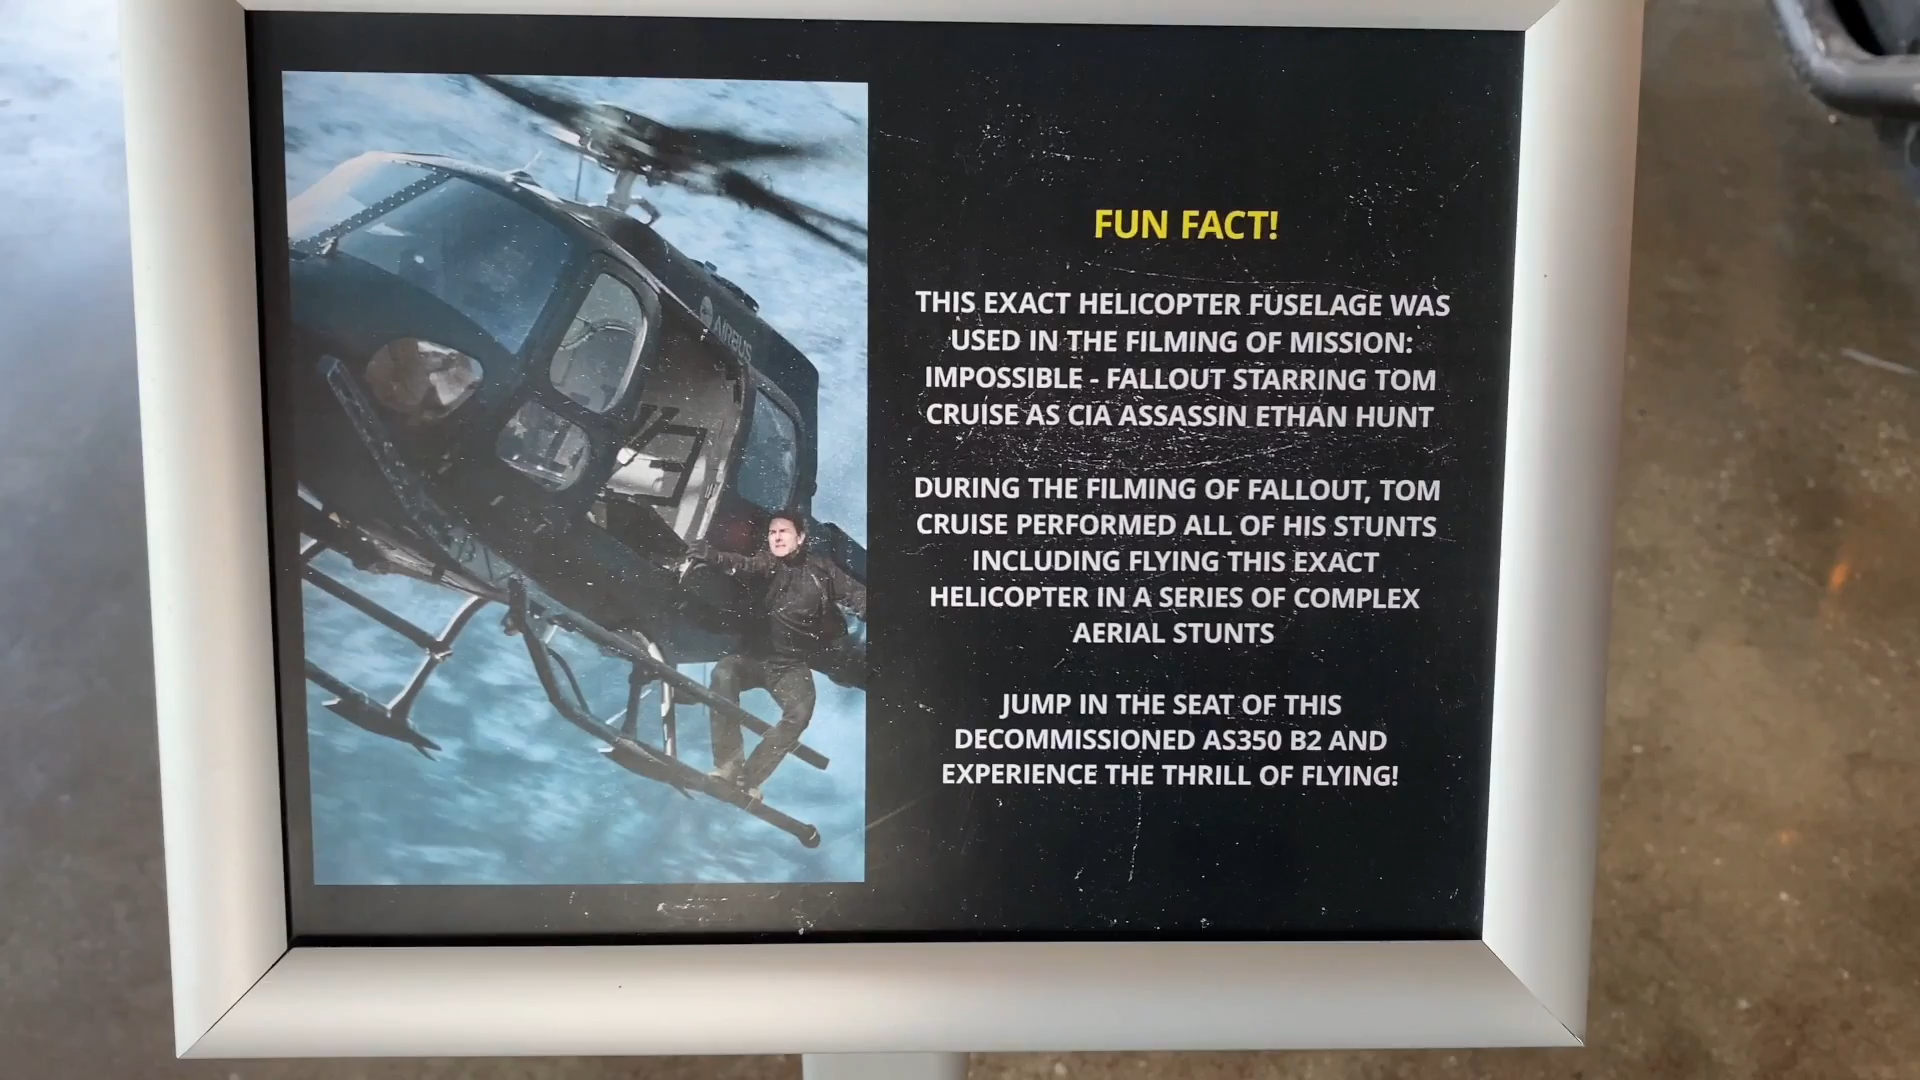 AIRBUS
FUN FACT!
THIS EXACT HELICOPTER FUSELAGE WAS
USED IN THE FILMING OF MISSION:
IMPOSSIBLE - FALLOUT STARRING TOM
CRUISE AS CIA ASSASSIN ETHAN HUNT
DURING THE FILMING OF FALLOUT, TOM
CRUISE PERFORMED ALL OF HIS STUNTS
INCLUDING FLYING THIS EXACT
HELICOPTER IN A SERIES OF COMPLEX
AERIAL STUNTS
JUMP IN THE SEAT OF THIS
DECOMMISSIONED AS350 B2 AND
EXPERIENCE THE THRILL OF FLYING!